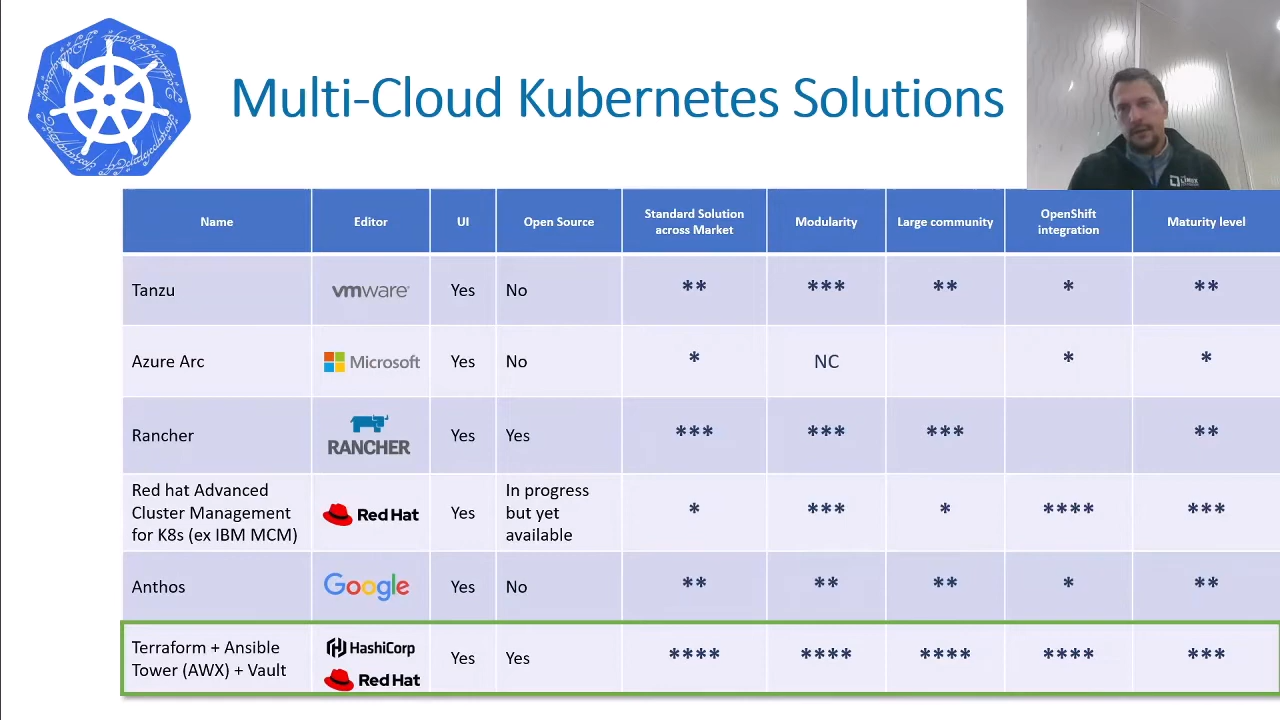 Multi-Cloud Kubernetes Solutions
LINUX
Name Editor UI Open Source Standard Solution across Market Modularity Large community OpenShift integration Maturity level
Tanzu vmware Yes No ** *** ** * **
Azure Arc Microsoft Yes No * NC * *
Rancher RANCHER Yes Yes *** *** *** **
Red hat Advanced
Cluster Management
for K8s (ex IBM MCM) Red Hat Yes In progress but yet available * *** * **** ***
Anthos Google Yes No ** ** ** * **
Terraform + Ansible
Tower (AWX) + Vault HashiCorp Red Hat Yes Yes **** **** **** **** ***